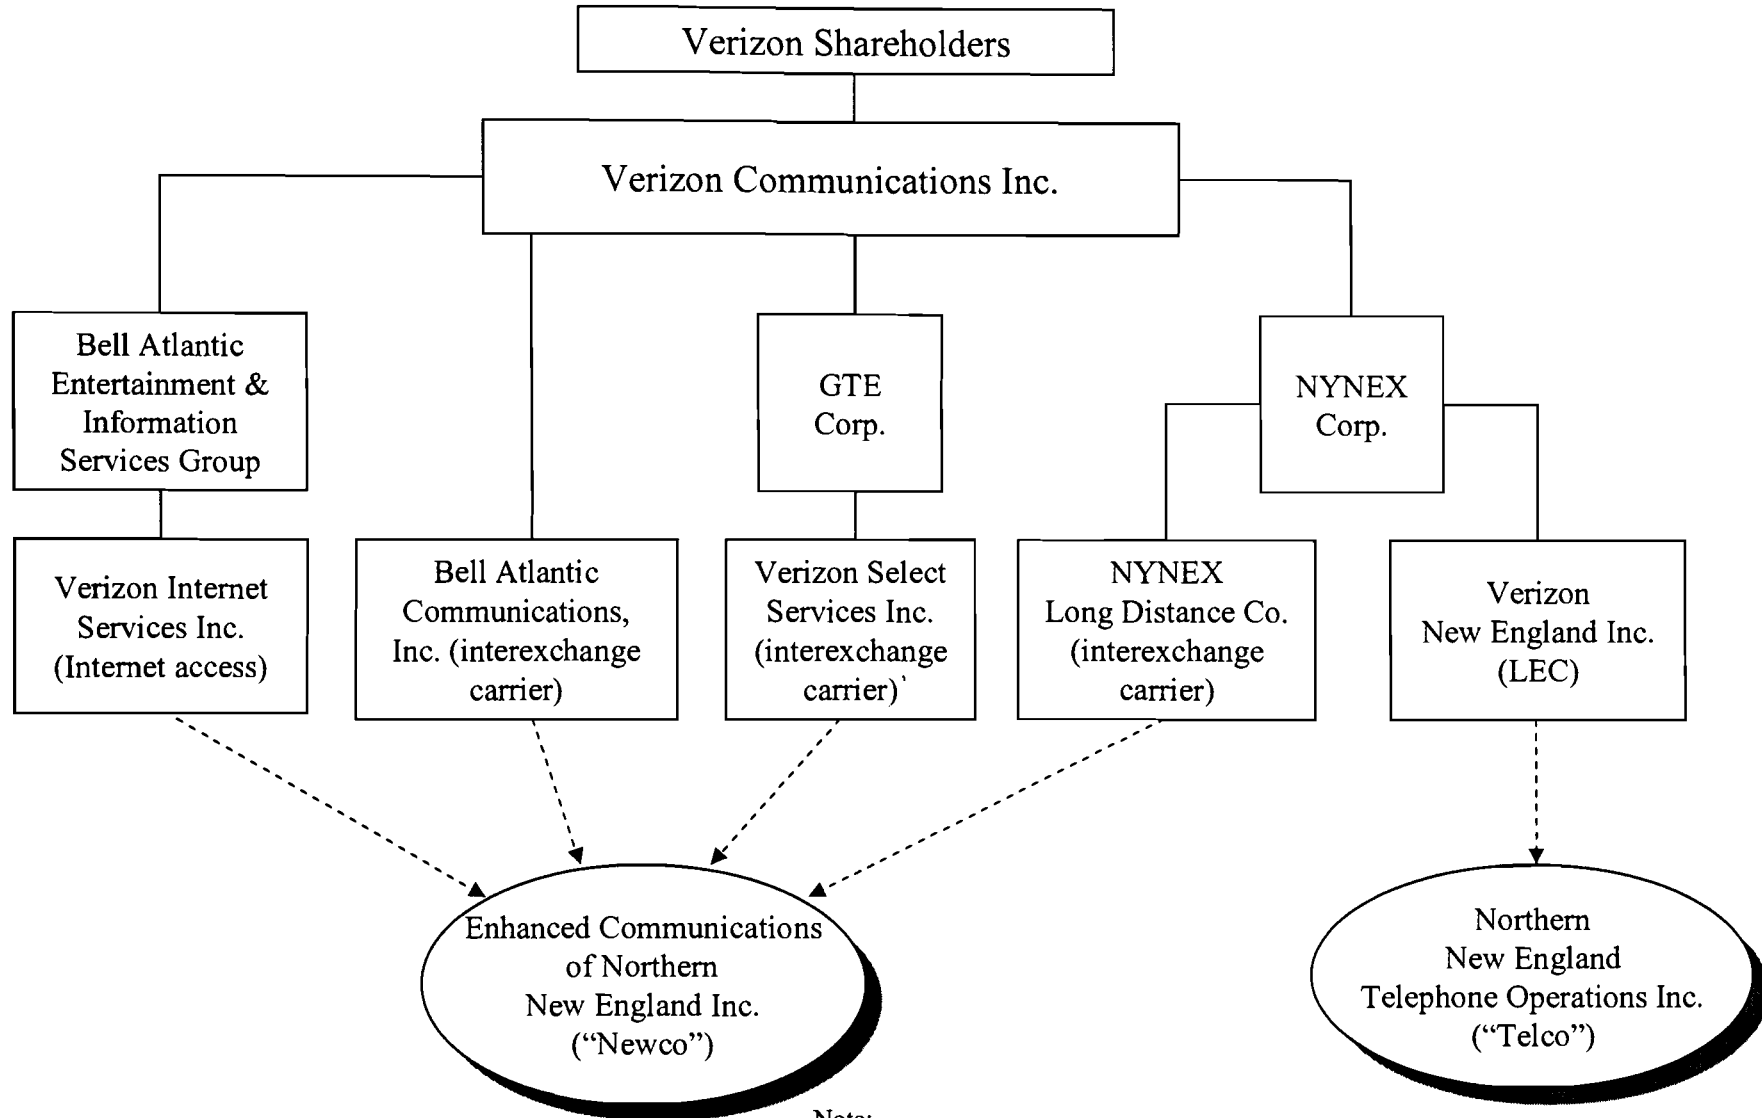 Verizon Shareholders
Verizon Communications Inc.
Bell Atlantic
Entertainment &
Information
Services Group
GTE
Corp.
NYNEX
Corp.
Verizon Internet
Services Inc.
(Internet access)
Bell Atlantic
Communications,
Inc. (interexchange
carrier)
Verizon Select
Services Inc.
(interexchange
carrier)
NYNEX
Long Distance Co.
(interexchange
carrier)
Verizon
New England Inc.
(LEC)
Enhanced Communications
of Northern
New England Inc.
(“Newco”)
Northern
New England
Telephone Operations Inc.
(“Telco”)
Note: